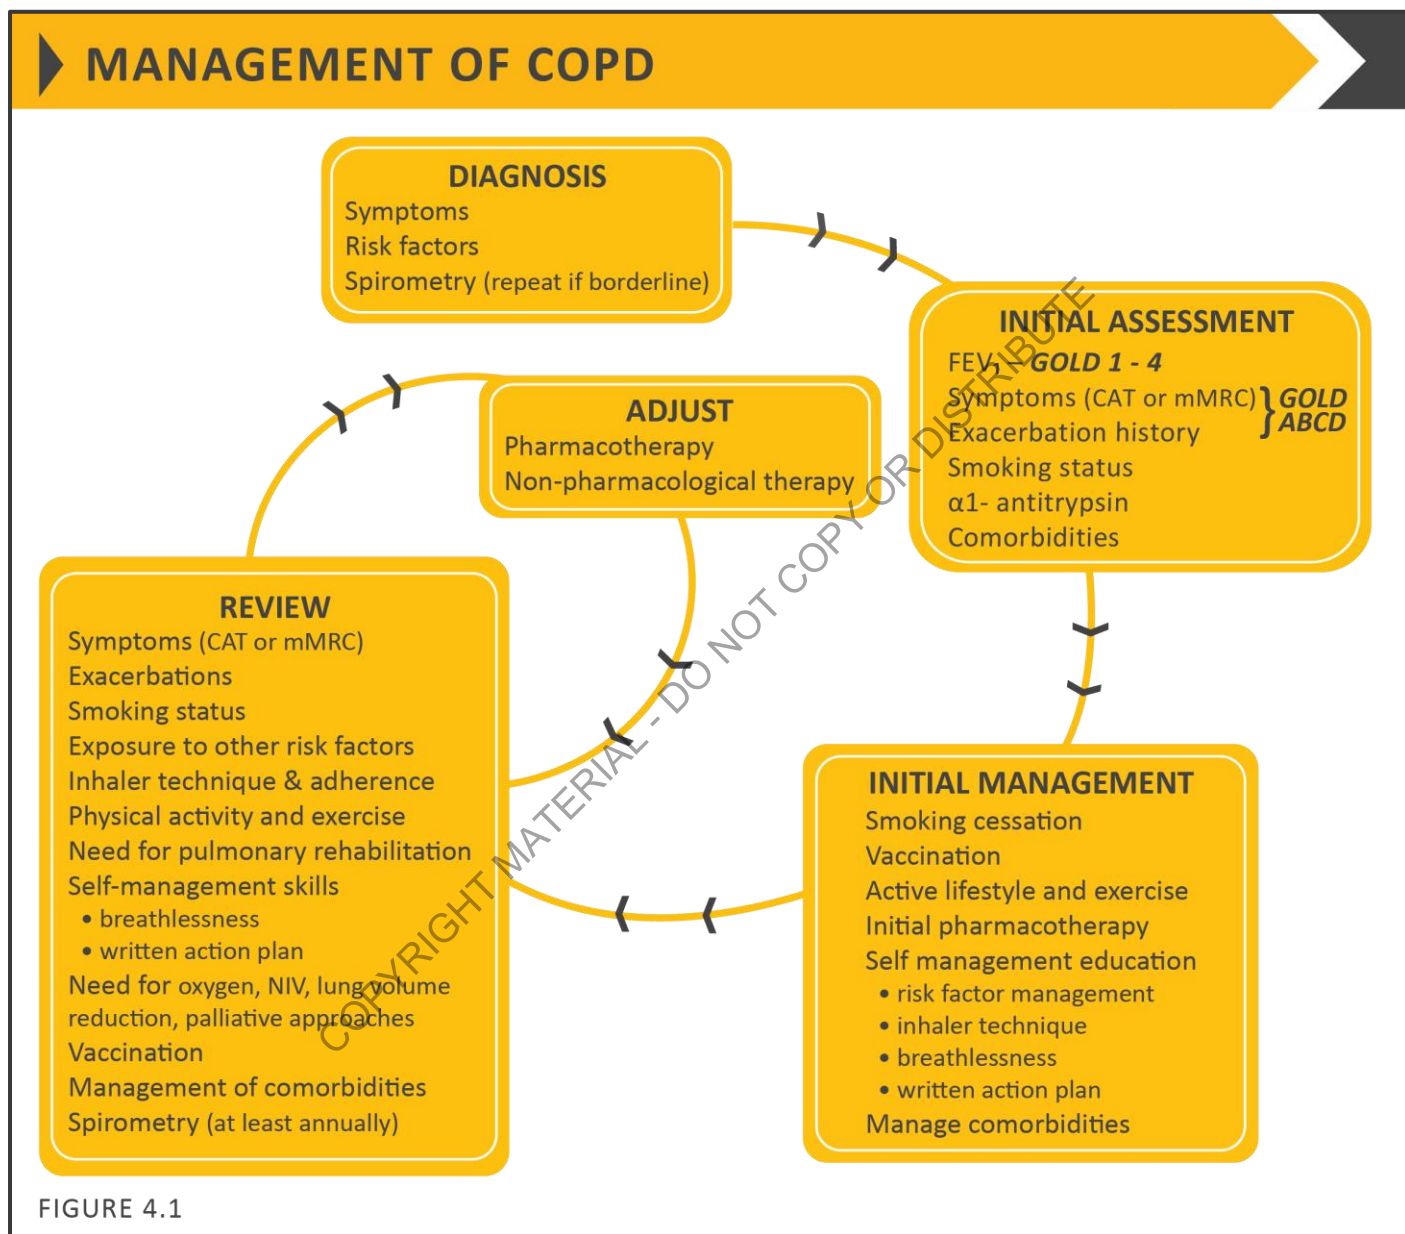 MANAGEMENT OF COPD
DIAGNOSIS
Symptoms
Risk factors
Spirometry (repeat if borderline)
INITIAL ASSESSMENT
FEV₁ – GOLD 1 - 4
Symptoms (CAT or mMRC) } GOLD
Exacerbation history ABCD
Smoking status
α1- antitrypsin
Comorbidities
ADJUST
Pharmacotherapy
Non-pharmacological therapy
REVIEW
Symptoms (CAT or mMRC)
Exacerbations
Smoking status
Exposure to other risk factors
Inhaler technique & adherence
Physical activity and exercise
Need for pulmonary rehabilitation
Self-management skills
• breathlessness
• written action plan
Need for oxygen, NIV, lung volume
reduction, palliative approaches
Vaccination
Management of comorbidities
Spirometry (at least annually)
INITIAL MANAGEMENT
Smoking cessation
Vaccination
Active lifestyle and exercise
Initial pharmacotherapy
Self management education
• risk factor management
• inhaler technique
• breathlessness
• written action plan
Manage comorbidities
COPYRIGHT MATERIAL - DO NOT COPY OR DISTRIBUTE
FIGURE 4.1